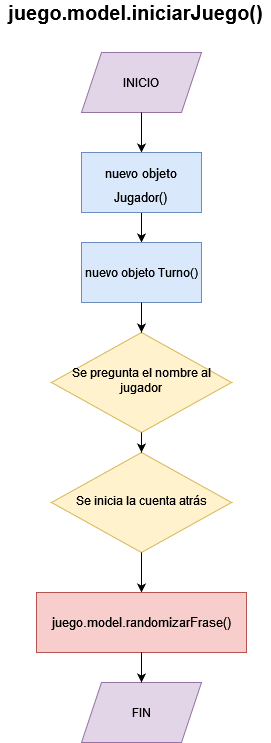 juego.model.iniciarJuego()
INICIO
nuevo objeto
Jugador()
nuevo objeto Turno()
Se pregunta el nombre al
jugador
Se inicia la cuenta atrás
juego.model.randomizarFrase()
FIN